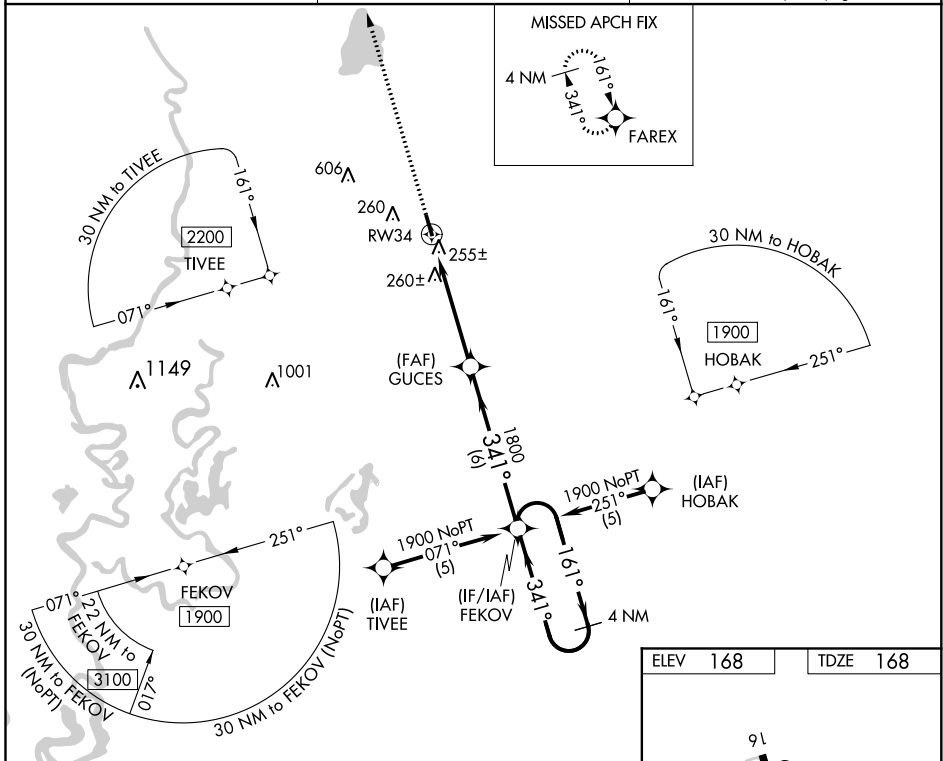 MISSED APCH FIX
4 NM
161°
341°
FAREX
30 NM to TIVEE
161°
2200
TIVEE
071°
606
260
RW34
255±
260±
30 NM to HOBAK
161°
1900
HOBAK
251°
1149
1001
(FAF)
GUCES
1800
341°
(6)
1900 NoPT
251°
(5)
(IAF)
HOBAK
1900 NoPT
071°
(5)
(IAF)
TIVEE
(IF/IAF)
FEKOV
161°
341°
4 NM
251°
071°
FEKOV
1900
22 NM to
FEKOV
30 NM to FEKOV
(NoPT)
3100
017°
30 NM to FEKOV (NoPT)
ELEV 168
TDZE 168
16